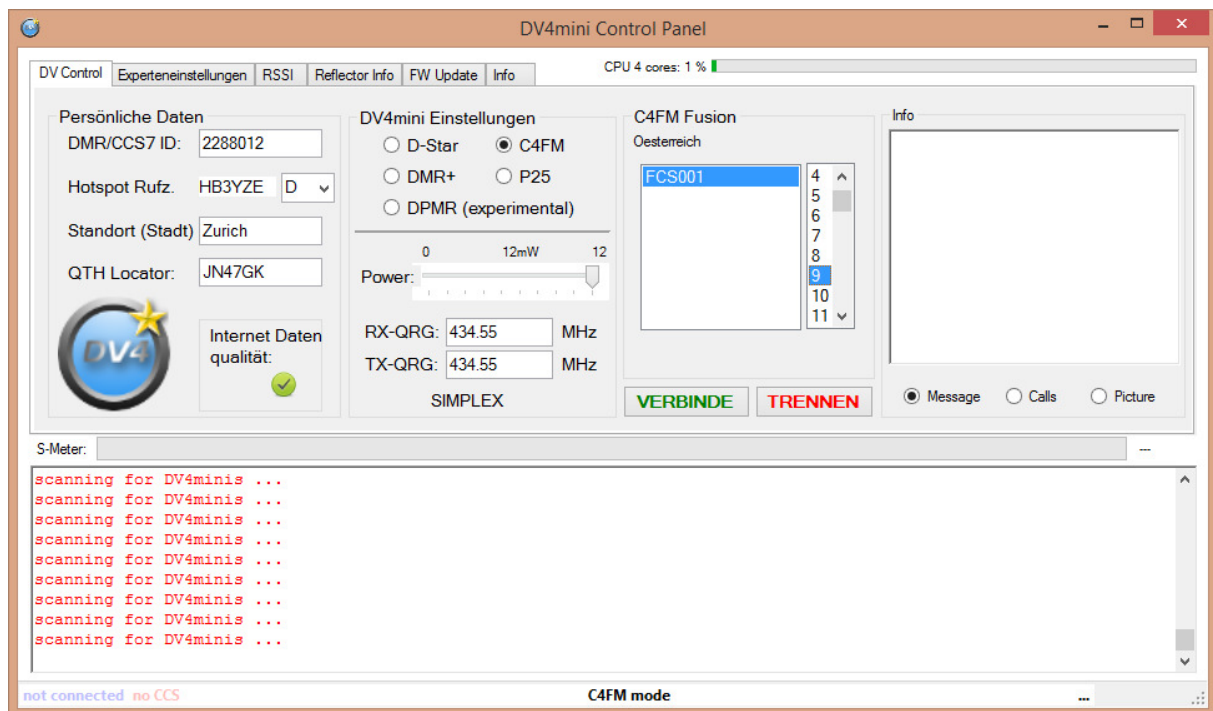 DV4mini Control Panel
DV Control Experteneinstellungen RSSI Reflector Info FW Update Info
CPU 4 cores: 1 %
Persönliche Daten
DMR/CCS7 ID: 2288012
Hotspot Rufz. HB3YZE D
Standort (Stadt) Zurich
QTH Locator: JN47GK
DV4
Internet Daten
qualität:
DV4mini Einstellungen
D-Star C4FM
DMR+ P25
DPMR (experimental)
0 12mW 12
Power:
RX-QRG: 434.55 MHz
TX-QRG: 434.55 MHz
SIMPLEX
C4FM Fusion
Oesterreich
FCS001
4
5
6
7
8
9
10
11
VERBINDE TRENNEN
Info
Message Calls Picture
S-Meter: ---
scanning for DV4minis ...
scanning for DV4minis ...
scanning for DV4minis ...
scanning for DV4minis ...
scanning for DV4minis ...
scanning for DV4minis ...
scanning for DV4minis ...
scanning for DV4minis ...
scanning for DV4minis ...
not connected no CCS C4FM mode ...